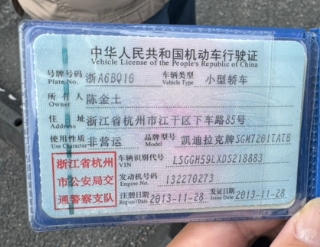 中华人民共和国机动车行驶证
Vehicle License of the People's Republic of China
号牌号码 浙A6BQ16 车辆类型 小型轿车
Plate No. Vehicle Type
所有人 陈金土
Owner
住址 浙江省杭州市江干区下车路85号
Address
使用性质 非营运 品牌型号 凯迪拉克牌SGM7201TATB
Use Character Model
浙江省杭州市公安局交通警察支队
车辆识别代号 LSGGH59LXDS218883
VIN
发动机号码 132270273
Engine No.
注册日期 2013-11-28 发证日期 2013-11-28
Register Date Issue Date